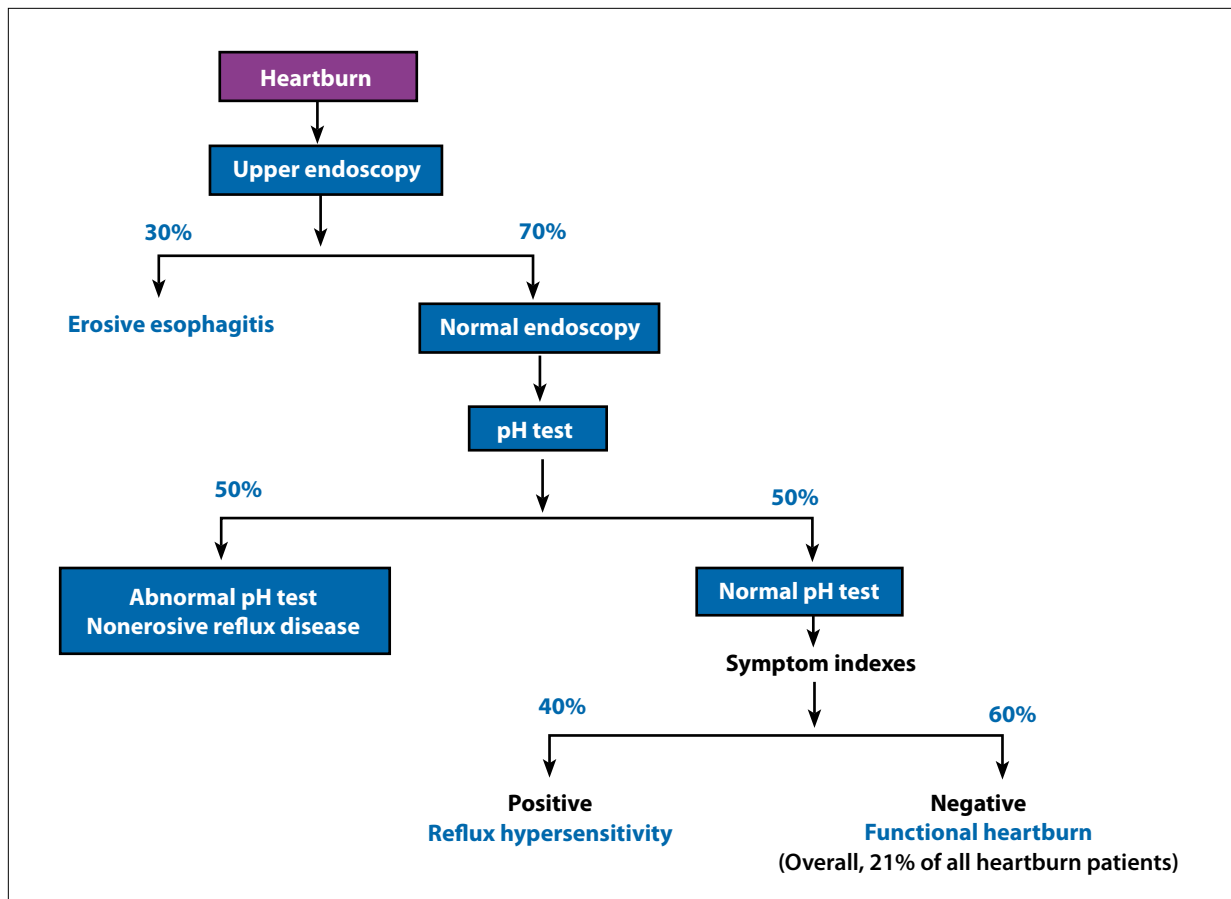 Heartburn
Upper endoscopy
30%
70%
Erosive esophagitis
Normal endoscopy
pH test
50%
50%
Abnormal pH test
Nonerosive reflux disease
Normal pH test
Symptom indexes
40%
60%
Positive
Reflux hypersensitivity
Negative
Functional heartburn
(Overall, 21% of all heartburn patients)